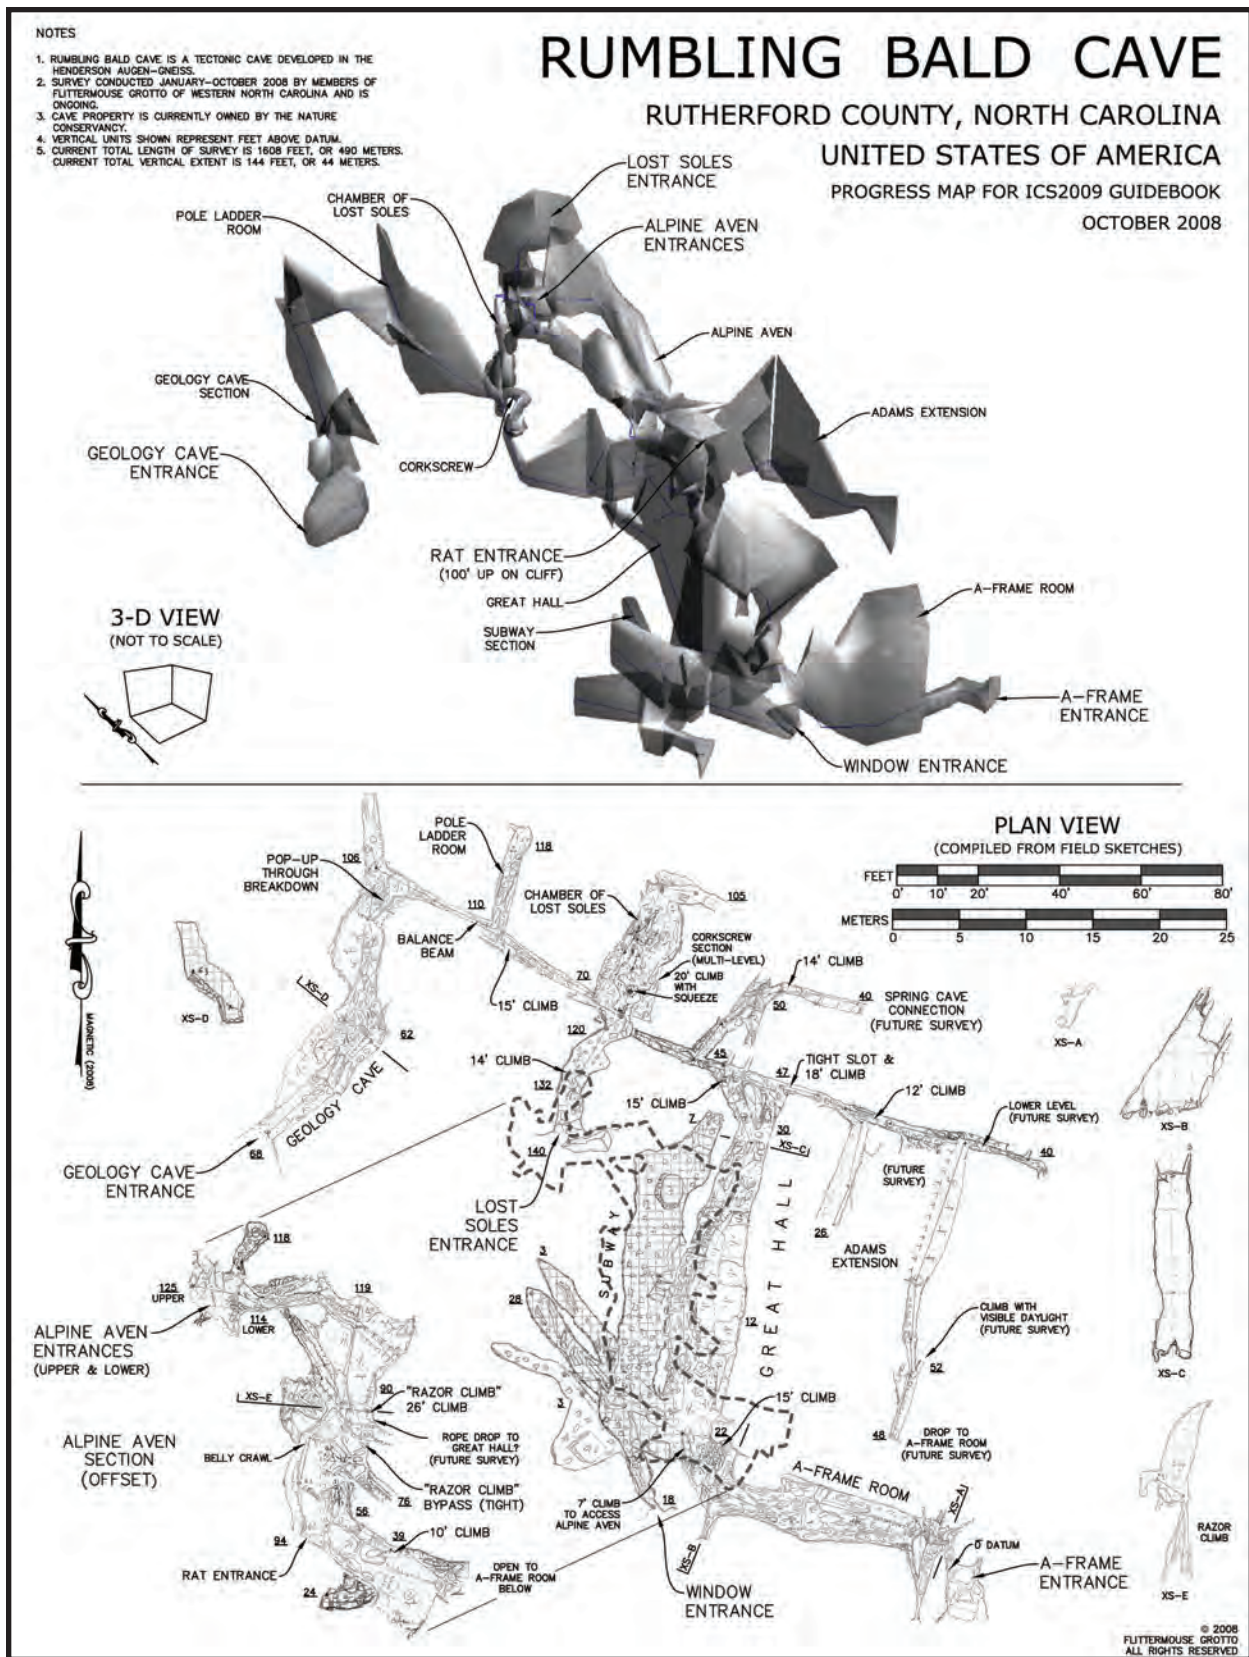 NOTES
1. RUMBLING BALD CAVE IS A TECTONIC CAVE DEVELOPED IN THE
HENDERSON AUGEN-GNEISS.
2. SURVEY CONDUCTED JANUARY-OCTOBER 2008 BY MEMBERS OF
FLITTERMOUSE GROTTO OF WESTERN NORTH CAROLINA AND IS
ONGOING.
3. CAVE PROPERTY IS CURRENTLY OWNED BY THE NATURE
CONSERVANCY.
4. VERTICAL UNITS SHOWN REPRESENT FEET ABOVE DATUM.
5. CURRENT TOTAL LENGTH OF SURVEY IS 1608 FEET, OR 490 METERS.
CURRENT TOTAL VERTICAL EXTENT IS 144 FEET, OR 44 METERS.
RUMBLING BALD CAVE
RUTHERFORD COUNTY, NORTH CAROLINA
UNITED STATES OF AMERICA
PROGRESS MAP FOR ICS2009 GUIDEBOOK
OCTOBER 2008
LOST SOLES
ENTRANCE
CHAMBER OF
LOST SOLES
POLE LADDER
ROOM
ALPINE AVEN
ENTRANCES
ALPINE AVEN
GEOLOGY CAVE
SECTION
ADAMS EXTENSION
GEOLOGY CAVE
ENTRANCE
CORKSCREW
RAT ENTRANCE
(100' UP ON CLIFF)
GREAT HALL
SUBWAY
SECTION
A-FRAME ROOM
3-D VIEW
(NOT TO SCALE)
A-FRAME
ENTRANCE
WINDOW ENTRANCE
PLAN VIEW
(COMPILED FROM FIELD SKETCHES)
FEET
0' 10' 20' 40' 60' 80'
METERS
0 5 10 15 20 25
MAGNETIC (2008)
POLE
LADDER
ROOM
118
106
POP-UP
THROUGH
BREAKDOWN
110
CHAMBER OF
LOST SOLES
105
BALANCE
BEAM
CORKSCREW
SECTION
(MULTI-LEVEL)
20' CLIMB
WITH
SQUEEZE
70
15' CLIMB
14' CLIMB
50
40
SPRING CAVE
CONNECTION
(FUTURE SURVEY)
XS-D
XS-D
XS-A
XS-B
62
120
14' CLIMB
132
45
47
TIGHT SLOT &
18' CLIMB
12' CLIMB
15' CLIMB
LOWER LEVEL
(FUTURE SURVEY)
7
30
XS-C
40
GEOLOGY CAVE
68
GEOLOGY CAVE
ENTRANCE
140
LOST
SOLES
ENTRANCE
(FUTURE
SURVEY)
26
ADAMS
EXTENSION
SUBWAY
GREAT HALL
3
28
12
118
125
UPPER
119
114
LOWER
ALPINE AVEN
ENTRANCES
(UPPER & LOWER)
CLIMB WITH
VISIBLE DAYLIGHT
(FUTURE SURVEY)
52
XS-C
XS-E
90
"RAZOR CLIMB"
26' CLIMB
ROPE DROP TO
GREAT HALL?
(FUTURE SURVEY)
BELLY CRAWL
ALPINE AVEN
SECTION
(OFFSET)
"RAZOR CLIMB"
BYPASS (TIGHT)
76
3
15' CLIMB
22
48
DROP TO
A-FRAME ROOM
(FUTURE SURVEY)
A-FRAME ROOM
XS-A
7' CLIMB
TO ACCESS
ALPINE AVEN
18
56
94
39
10' CLIMB
RAT ENTRANCE
24
OPEN TO
A-FRAME ROOM
BELOW
XS-B
WINDOW
ENTRANCE
0 DATUM
A-FRAME
ENTRANCE
RAZOR
CLIMB
XS-E
© 2008
FLITTERMOUSE GROTTO
ALL RIGHTS RESERVED